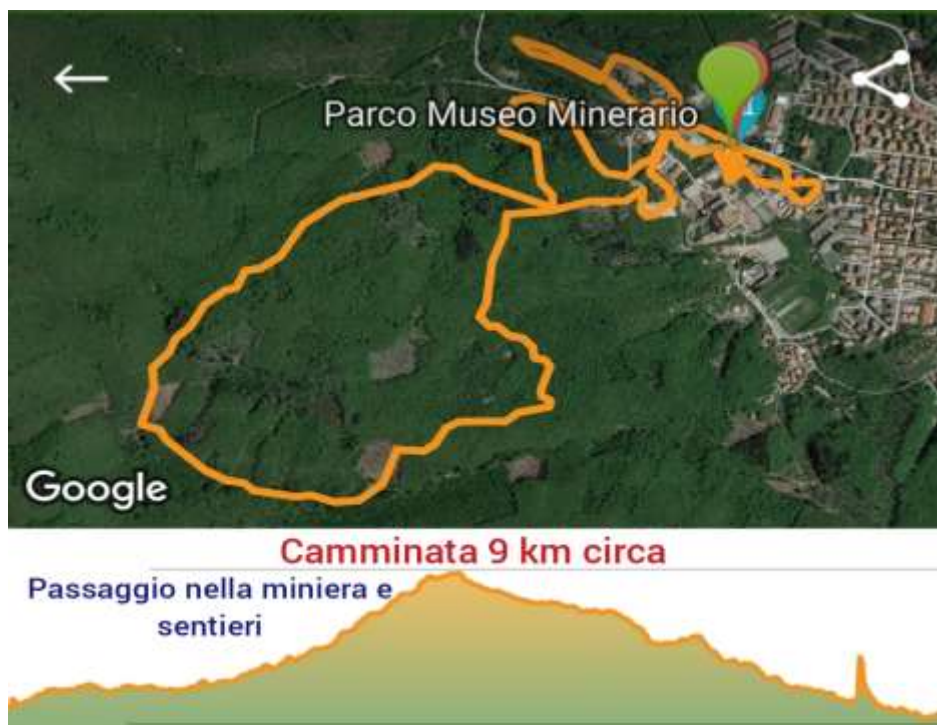 Parco Museo Minerario
Google
Camminata 9 km circa
Passaggio nella miniera e
sentieri